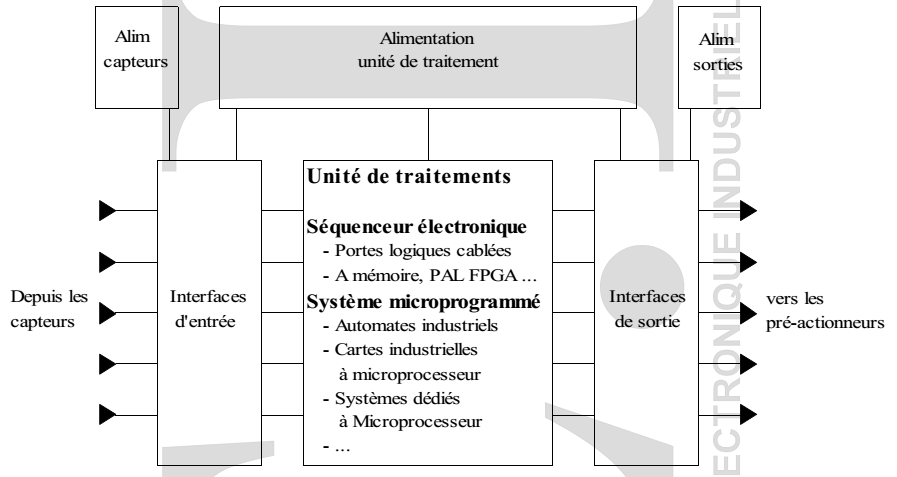 Alim
capteurs
Alimentation
unité de traitement
Alim
sorties
Unité de traitements
Séquenceur électronique
- Portes logiques cablées
- A mémoire, PAL FPGA ...
Système microprogrammé
- Automates industriels
- Cartes industrielles
à microprocesseur
- Systèmes dédiés
à Microprocesseur
- ...
Depuis les
capteurs
Interfaces
d'entrée
Interfaces
de sortie
vers les
pré-actionneurs
ECTRONIQUE INDUSTRIEL